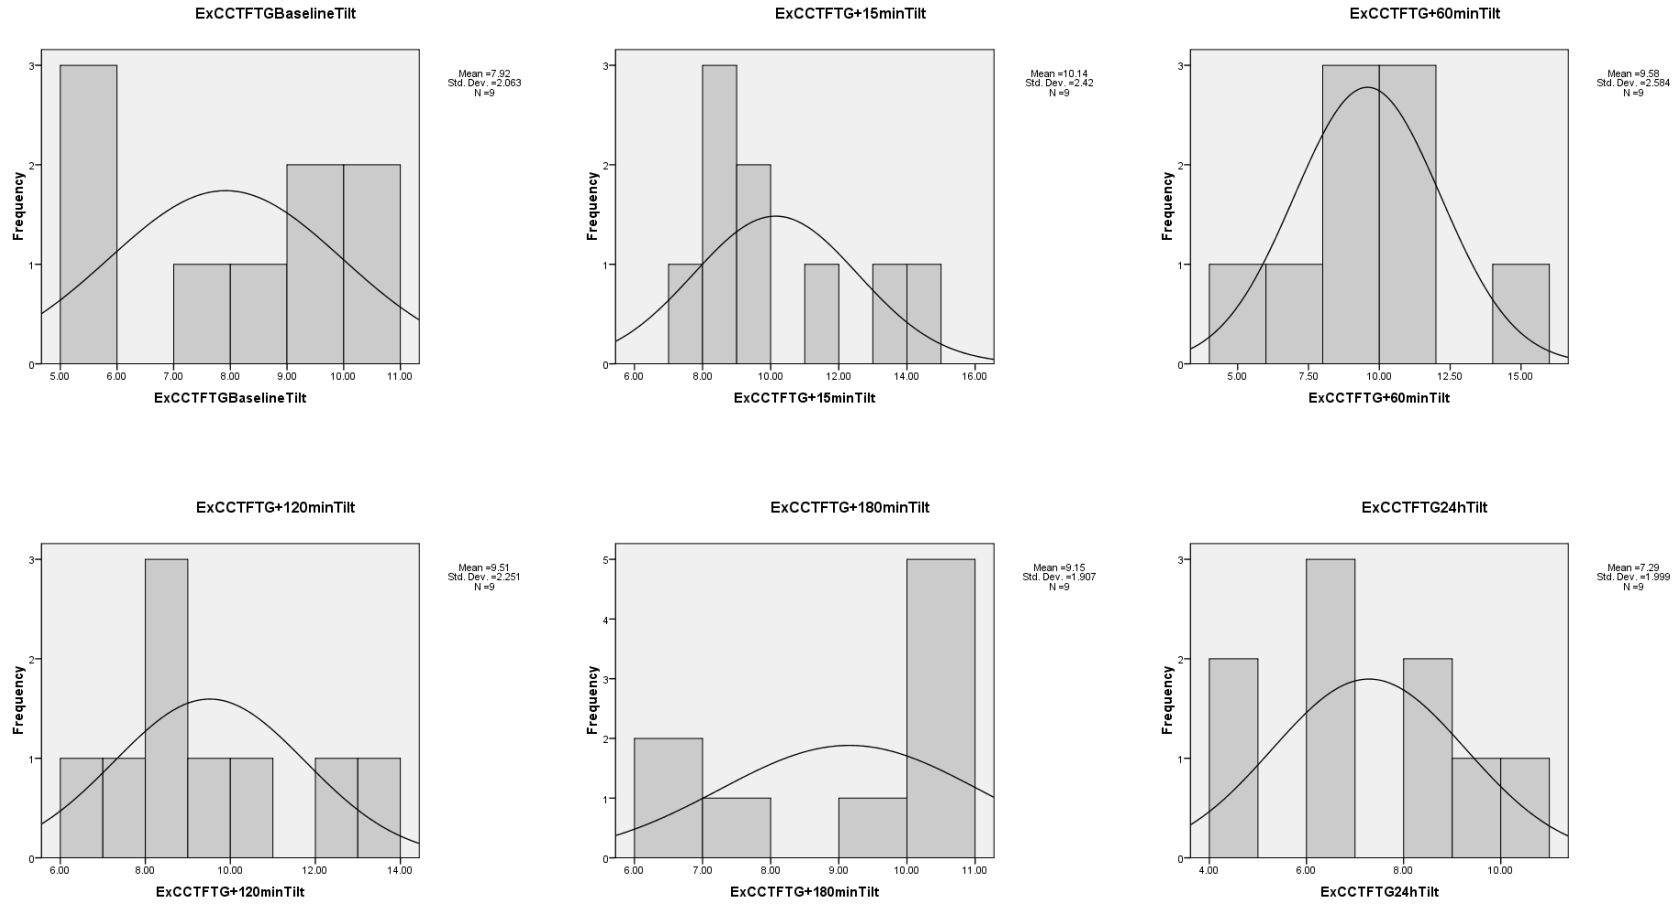 ExCCTFTGBaselineTilt
3
2
1
0
Frequency
5.00 6.00 7.00 8.00 9.00 10.00 11.00
ExCCTFTGBaselineTilt
Mean =7.92
Std. Dev. =2.063
N =9
ExCCTFTG+15minTilt
3
2
1
0
Frequency
6.00 8.00 10.00 12.00 14.00 16.00
ExCCTFTG+15minTilt
Mean =10.14
Std. Dev. =2.42
N =9
ExCCTFTG+60minTilt
3
2
1
0
Frequency
5.00 7.50 10.00 12.50 15.00
ExCCTFTG+60minTilt
Mean =9.58
Std. Dev. =2.584
N =9
ExCCTFTG+120minTilt
3
2
1
0
Frequency
6.00 8.00 10.00 12.00 14.00
ExCCTFTG+120minTilt
Mean =9.51
Std. Dev. =2.251
N =9
ExCCTFTG+180minTilt
5
4
3
2
1
0
Frequency
6.00 7.00 8.00 9.00 10.00 11.00
ExCCTFTG+180minTilt
Mean =9.15
Std. Dev. =1.907
N =9
ExCCTFTG24hTilt
3
2
1
0
Frequency
4.00 6.00 8.00 10.00
ExCCTFTG24hTilt
Mean =7.29
Std. Dev. =1.999
N =9